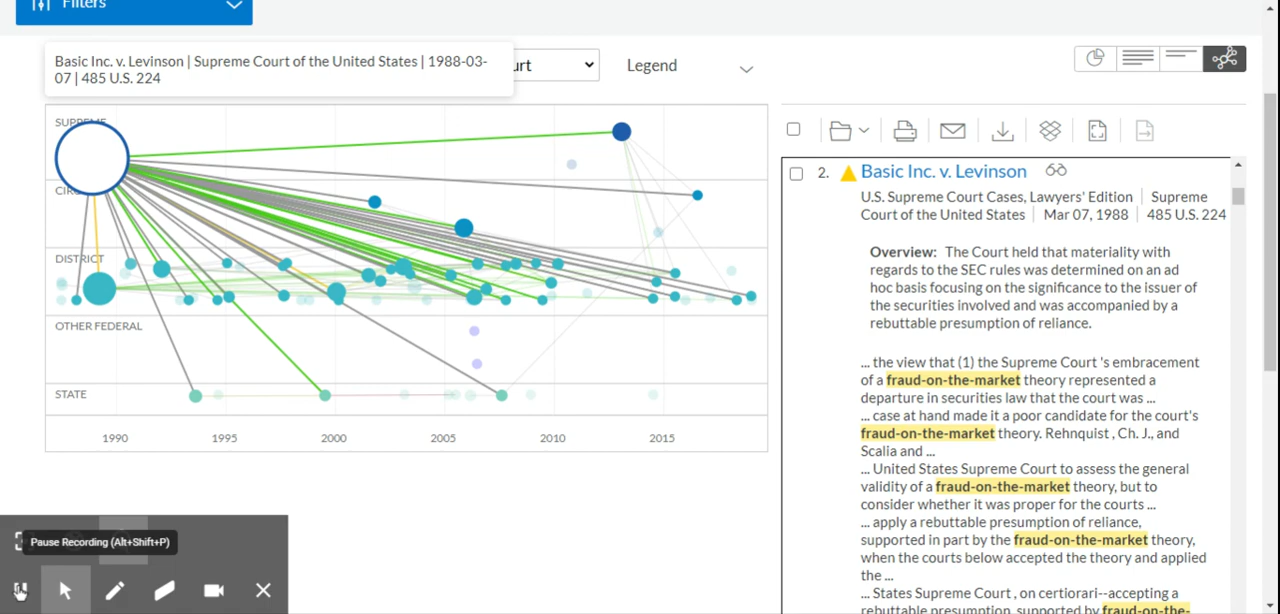 Filters
Basic Inc. v. Levinson | Supreme Court of the United States | 1988-03-
07 | 485 U.S. 224
Legend
SUPREME
DISTRICT
OTHER FEDERAL
STATE
1990 1995 2000 2005 2010 2015
2. Basic Inc. v. Levinson
U.S. Supreme Court Cases, Lawyers' Edition | Supreme
Court of the United States | Mar 07, 1988 | 485 U.S. 224
Overview: The Court held that materiality with
regards to the SEC rules was determined on an ad
hoc basis focusing on the significance to the issuer of
the securities involved and was accompanied by a
rebuttable presumption of reliance.
... the view that (1) the Supreme Court 's embracement
of a fraud-on-the-market theory represented a
departure in securities law that the court was ...
... case at hand made it a poor candidate for the court's
fraud-on-the-market theory. Rehnquist , Ch. J., and
Scalia and ...
... United States Supreme Court to assess the general
validity of a fraud-on-the-market theory, but to
consider whether it was proper for the courts ...
... apply a rebuttable presumption of reliance,
supported in part by the fraud-on-the-market theory,
when the courts below accepted the theory and applied
the ...
... States Supreme Court , on certiorari--accepting a
rebuttable presumption, supported by fraud-on-the-
Pause Recording (Alt+Shift+P)